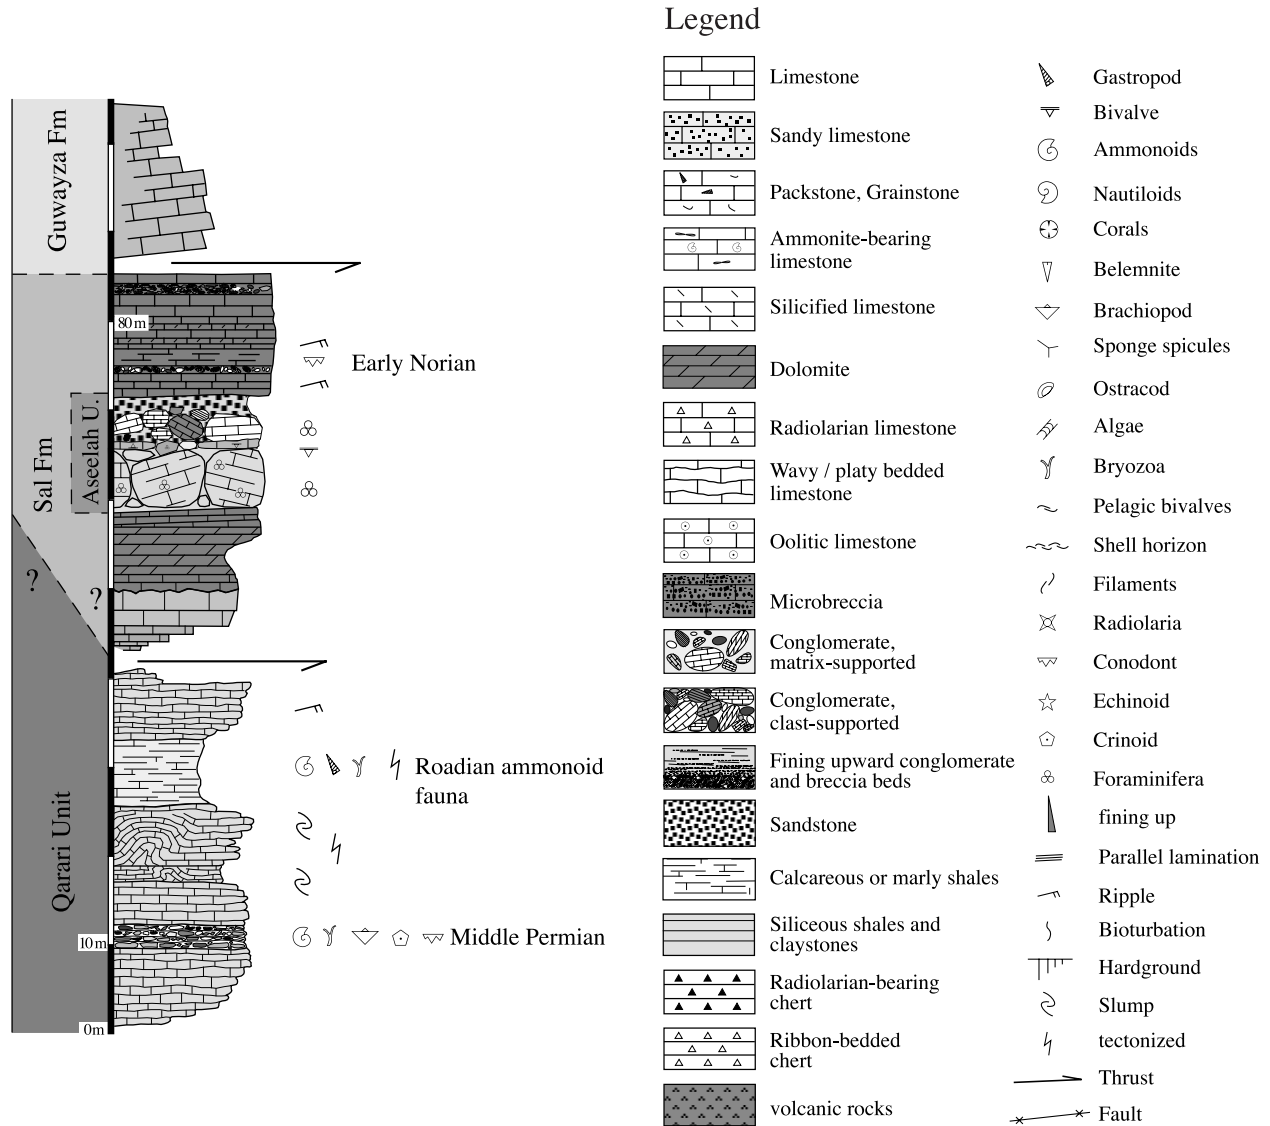 Legend
Guwayza Fm
Sal Fm
Aseelah U.
Qarari Unit
?
?
80m
10m
0m
Early Norian
Roadian ammonoid
fauna
Middle Permian
Limestone
Sandy limestone
Packstone, Grainstone
Ammonite-bearing
limestone
Silicified limestone
Dolomite
Radiolarian limestone
Wavy / platy bedded
limestone
Oolitic limestone
Microbreccia
Conglomerate,
matrix-supported
Conglomerate,
clast-supported
Fining upward conglomerate
and breccia beds
Sandstone
Calcareous or marly shales
Siliceous shales and
claystones
Radiolarian-bearing
chert
Ribbon-bedded
chert
volcanic rocks
Gastropod
Bivalve
Ammonoids
Nautiloids
Corals
Belemnite
Brachiopod
Sponge spicules
Ostracod
Algae
Bryozoa
Pelagic bivalves
Shell horizon
Filaments
Radiolaria
Conodont
Echinoid
Crinoid
Foraminifera
fining up
Parallel lamination
Ripple
Bioturbation
Hardground
Slump
tectonized
Thrust
Fault